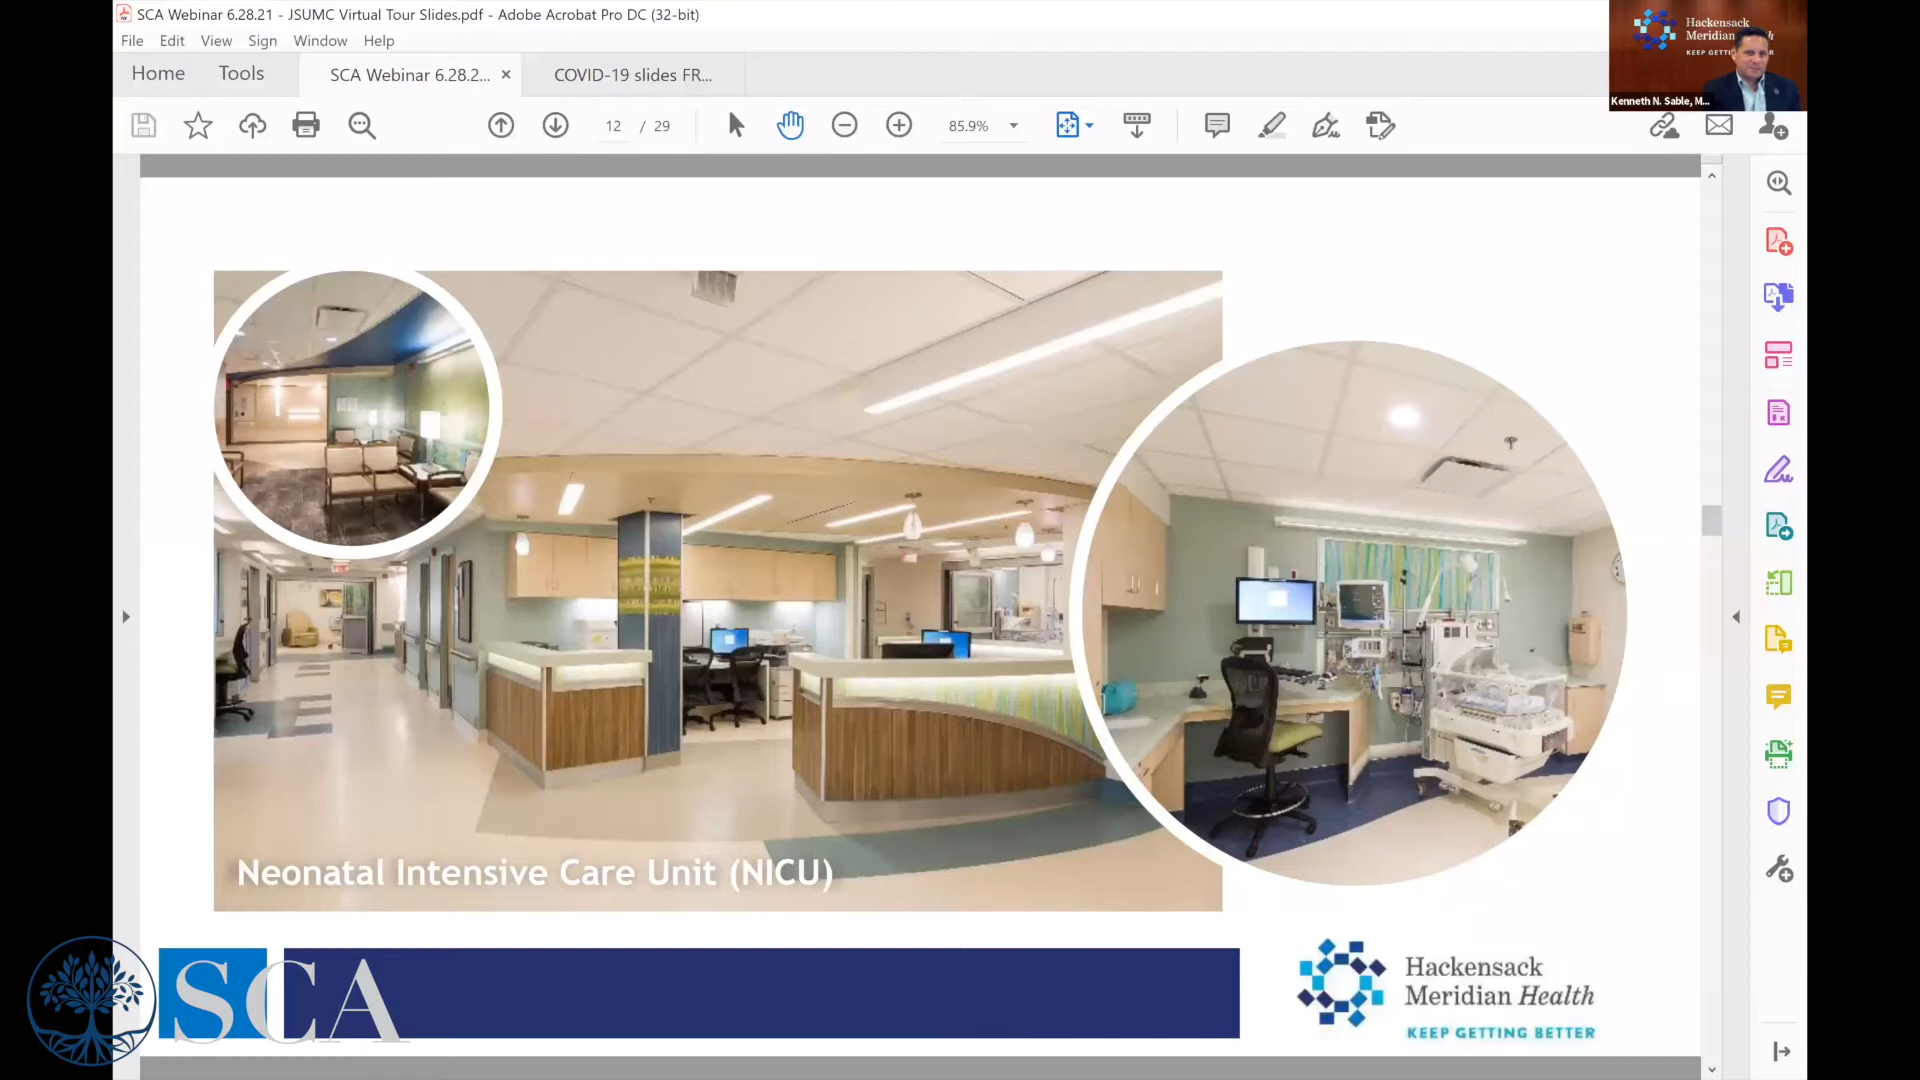 SCA Webinar 6.28.21 - JSUMC Virtual Tour Slides.pdf - Adobe Acrobat Pro DC (32-bit)
File Edit View Sign Window Help
Home Tools SCA Webinar 6.28.2... × COVID-19 slides FR...
12 / 29 85.9%
Hackensack
Meridian
KEEP GETTI
Kenneth N. Sable, M...
Neonatal Intensive Care Unit (NICU)
SCA
Hackensack
Meridian Health
KEEP GETTING BETTER